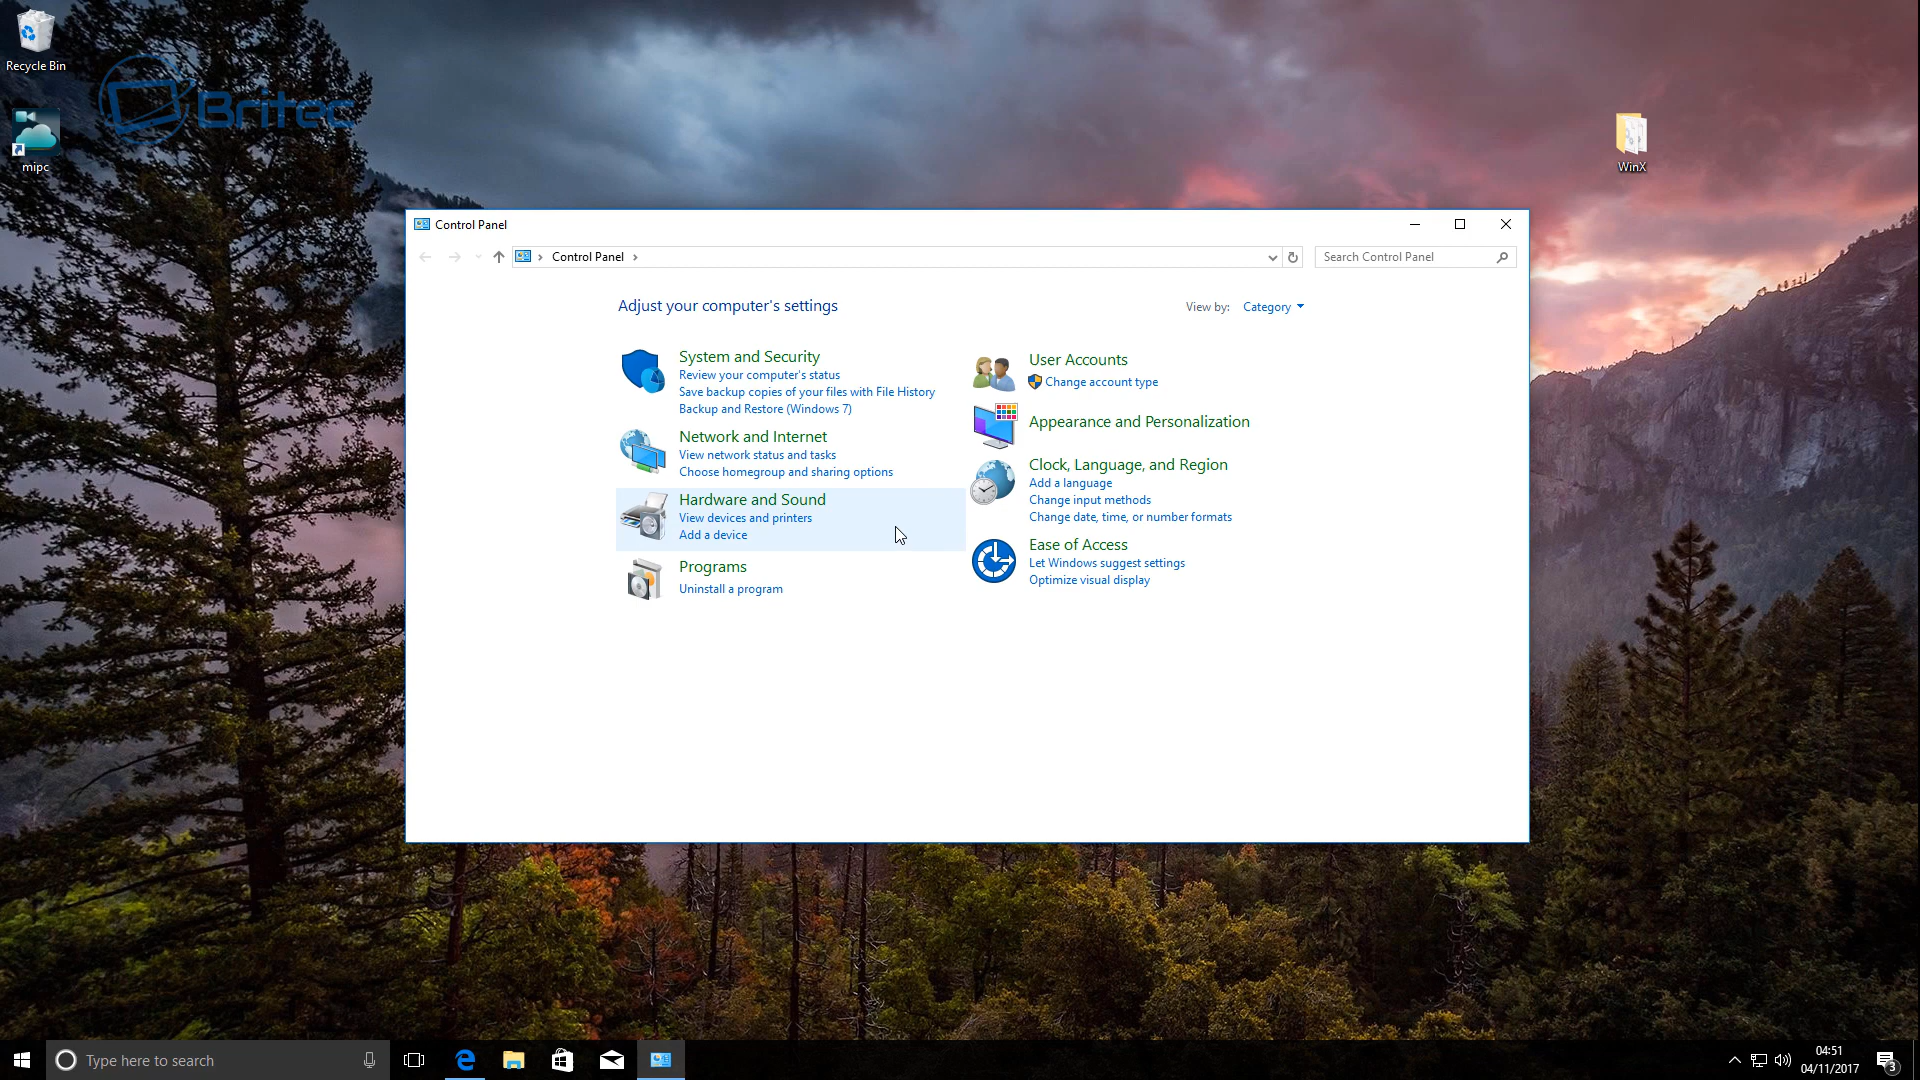 Recycle Bin
Britec
mipc
WinX
Control Panel
Control Panel
Search Control Panel
Adjust your computer's settings
View by: Category
System and Security
Review your computer's status
Save backup copies of your files with File History
Backup and Restore (Windows 7)
Network and Internet
View network status and tasks
Choose homegroup and sharing options
Hardware and Sound
View devices and printers
Add a device
Programs
Uninstall a program
User Accounts
Change account type
Appearance and Personalization
Clock, Language, and Region
Add a language
Change input methods
Change date, time, or number formats
Ease of Access
Let Windows suggest settings
Optimize visual display
Type here to search
04:51
04/11/2017
3